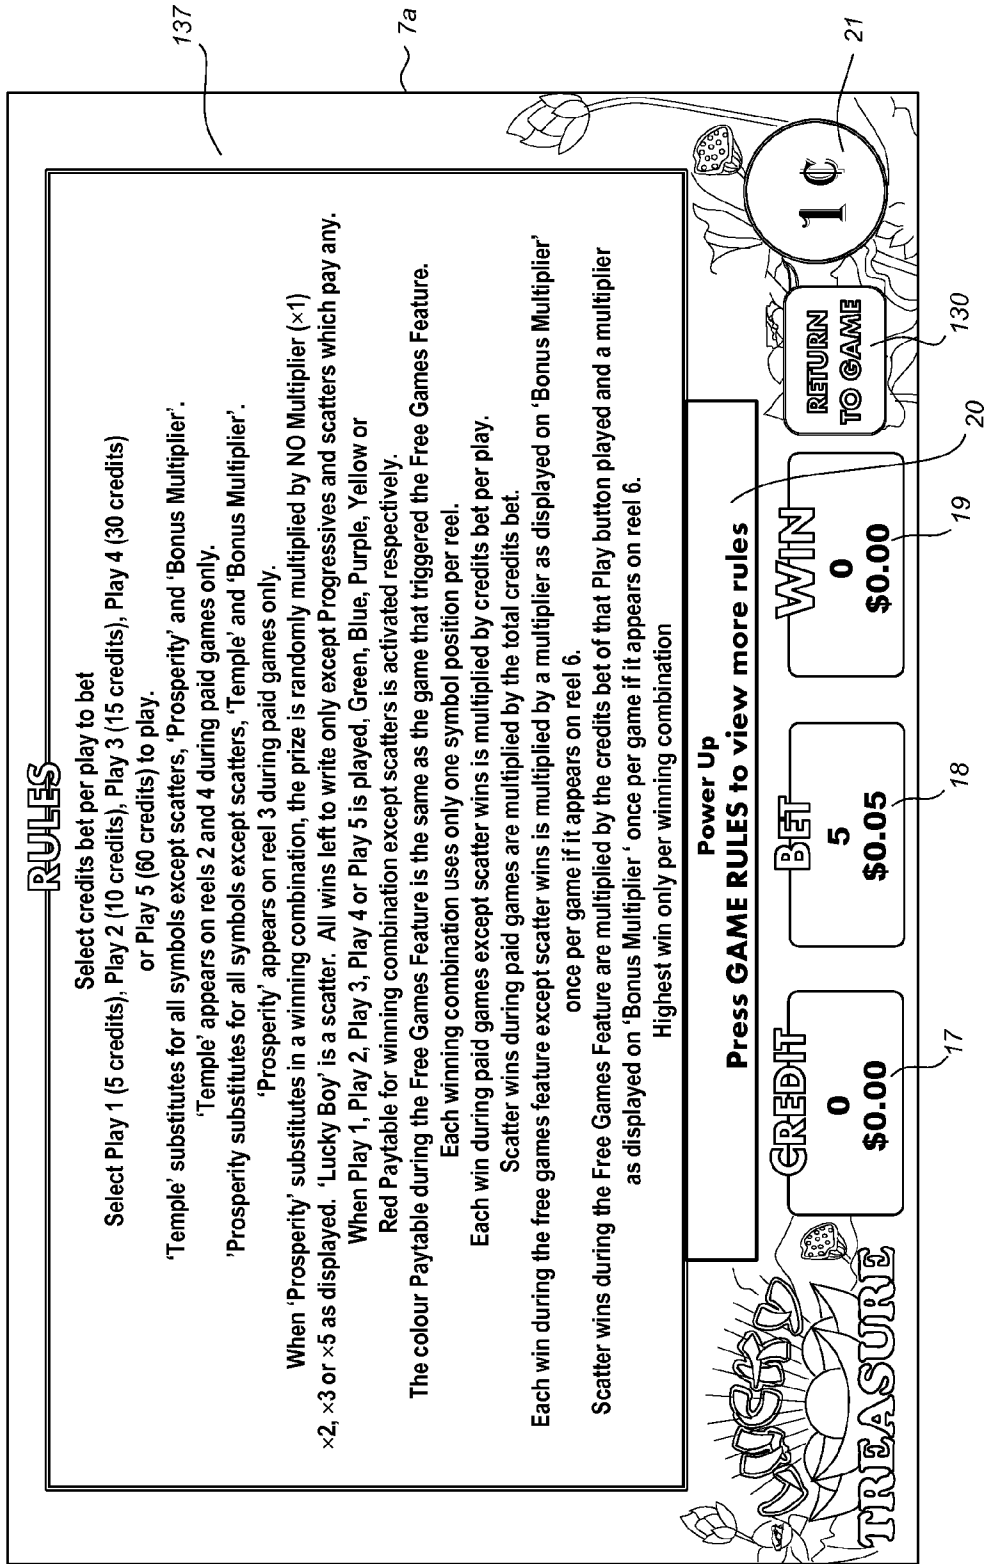 RULES
Select credits bet per play to bet
Select Play 1 (5 credits), Play 2 (10 credits), Play 3 (15 credits), Play 4 (30 credits)
or Play 5 (60 credits) to play.
‘Temple’ substitutes for all symbols except scatters, ‘Prosperity’ and ‘Bonus Multiplier’.
‘Temple’ appears on reels 2 and 4 during paid games only.
’Prosperity substitutes for all symbols except scatters, ‘Temple’ and ‘Bonus Multiplier’.
‘Prosperity’ appears on reel 3 during paid games only.
When ‘Prosperity’ substitutes in a winning combination, the prize is randomly multiplied by NO Multiplier (×1)
×2, ×3 or ×5 as displayed. ‘Lucky Boy’ is a scatter. All wins left to write only except Progressives and scatters which pay any.
When Play 1, Play 2, Play 3, Play 4 or Play 5 is played, Green, Blue, Purple, Yellow or
Red Paytable for winning combination except scatters is activated respectively.
The colour Paytable during the Free Games Feature is the same as the game that triggered the Free Games Feature.
Each winning combination uses only one symbol position per reel.
Each win during paid games except scatter wins is multiplied by credits bet per play.
Scatter wins during paid games are multiplied by the total credits bet.
Each win during the free games feature except scatter wins is multiplied by a multiplier as displayed on ‘Bonus Multiplier’
once per game if it appears on reel 6.
Scatter wins during the Free Games Feature are multiplied by the credits bet of that Play button played and a multiplier
as displayed on ‘Bonus Multiplier ‘ once per game if it appears on reel 6.
Highest win only per winning combination
Power Up
Press GAME RULES to view more rules
LUCKY
TREASURE
CREDIT
0
$0.00
BET
5
$0.05
WIN
0
$0.00
RETURN
TO GAME
1 ¢
137
7a
17
18
19
20
130
21